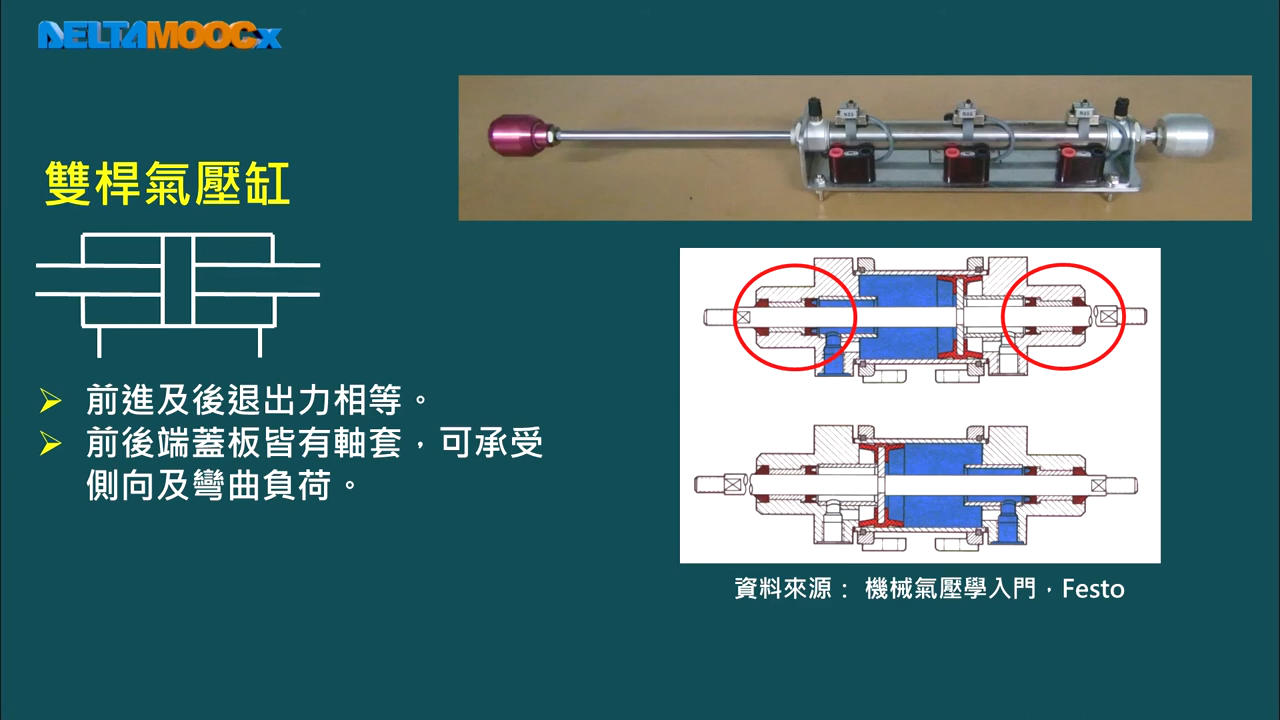 DELTAMOOCx
雙桿氣壓缸
前進及後退出力相等。
前後端蓋板皆有軸套，可承受
側向及彎曲負荷。
資料來源： 機械氣壓學入門，Festo